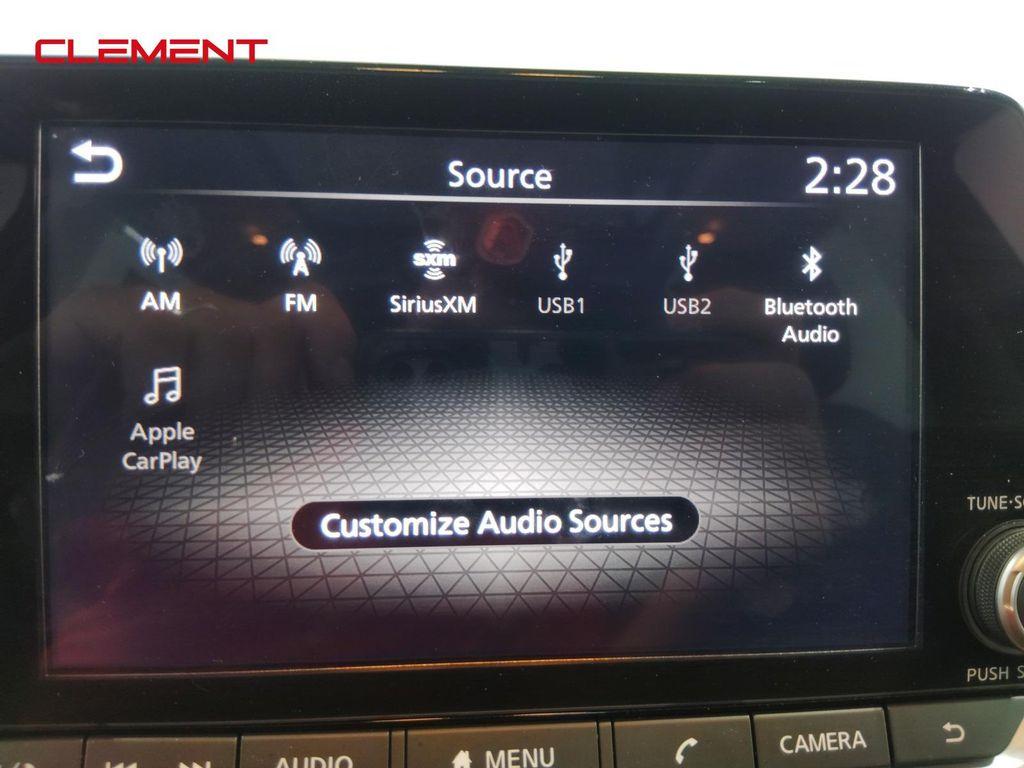 CLEMENT
Source
2:28
AM
FM
sxm
SiriusXM
USB1
USB2
Bluetooth
Audio
Apple
CarPlay
Customize Audio Sources
TUNE·S
PUSH S
AUDIO
MENU
CAMERA